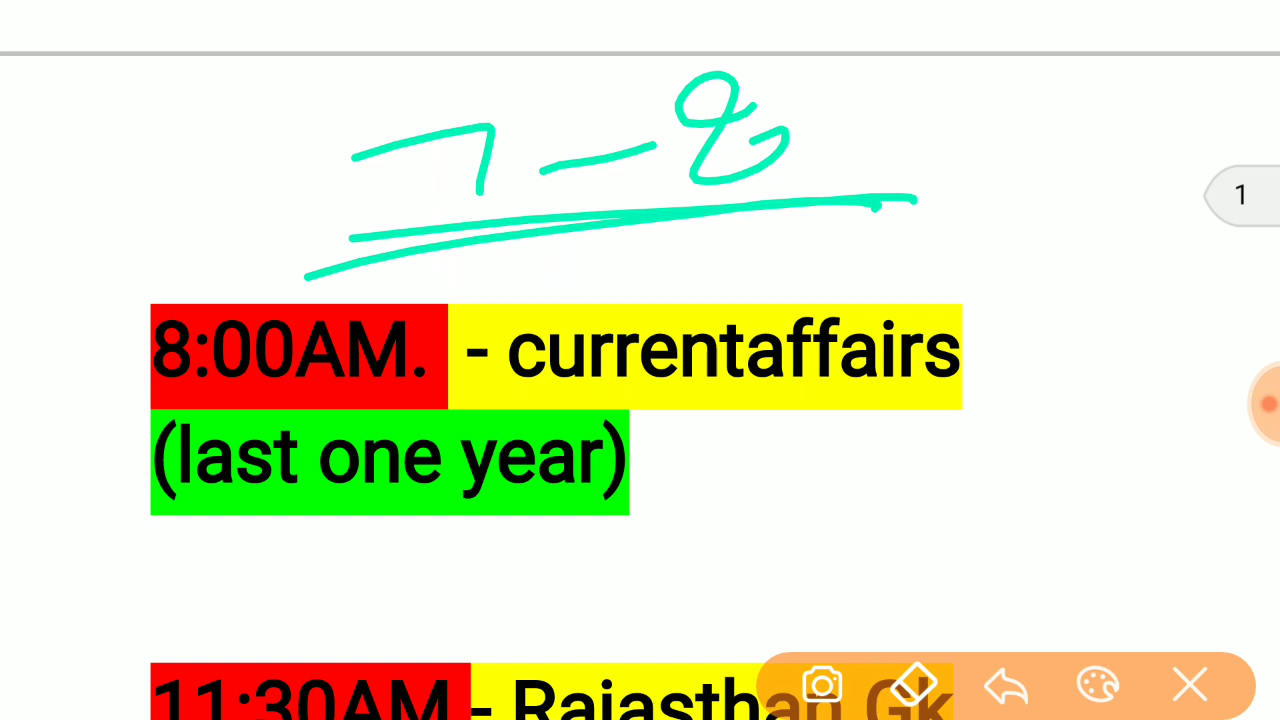 7-8
1
8:00AM. - currentaffairs
(last one year)
11:30AM - Rajasthan Gk